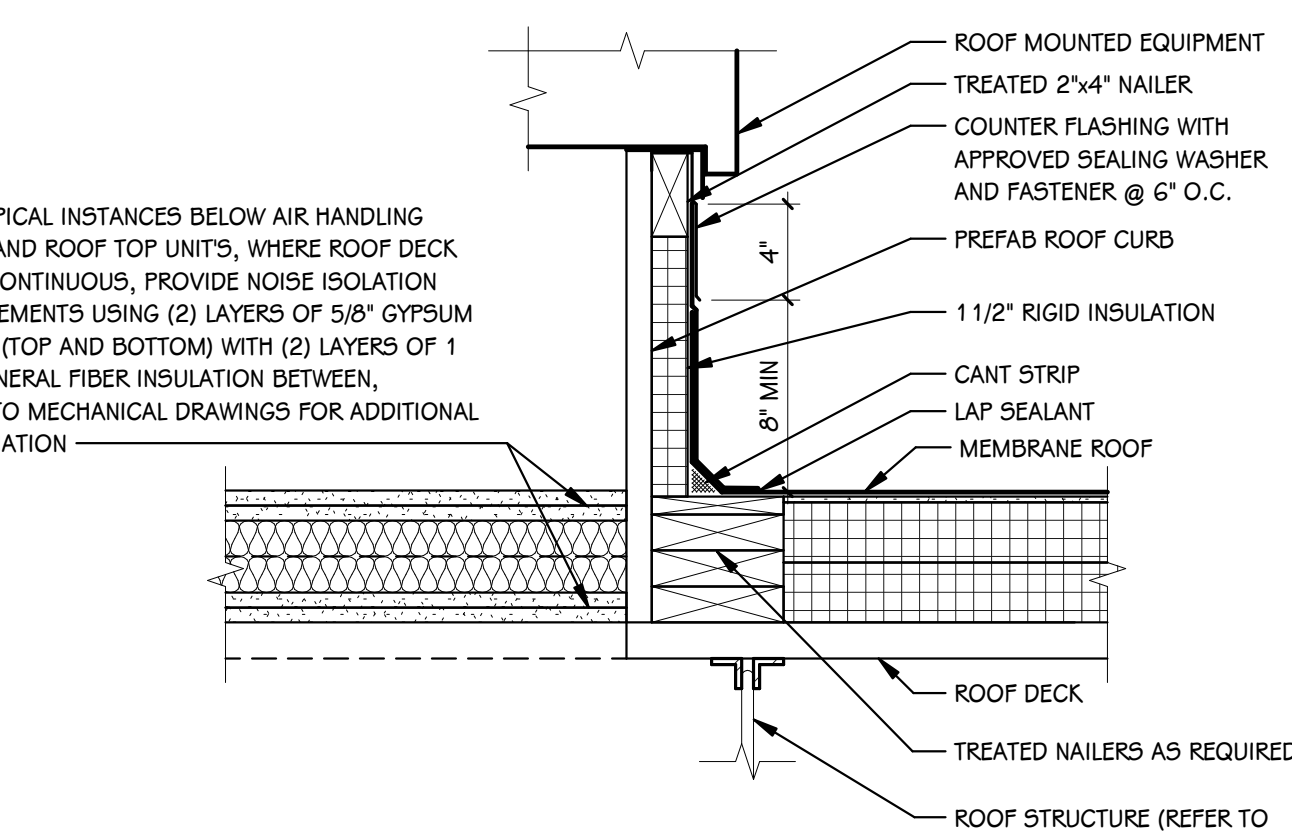 ROOF MOUNTED EQUIPMENT
TREATED 2"x4" NAILER
COUNTER FLASHING WITH
APPROVED SEALING WASHER
AND FASTENER @ 6" O.C.
PREFAB ROOF CURB
11/2" RIGID INSULATION
CANT STRIP
LAP SEALANT
MEMBRANE ROOF
ROOF DECK
TREATED NAILERS AS REQUIRED
ROOF STRUCTURE (REFER TO
4"
8" MIN
PICAL INSTANCES BELOW AIR HANDLING
AND ROOF TOP UNIT'S, WHERE ROOF DECK
ONTINUOUS, PROVIDE NOISE ISOLATION
EMENTS USING (2) LAYERS OF 5/8" GYPSUM
(TOP AND BOTTOM) WITH (2) LAYERS OF 1
NERAL FIBER INSULATION BETWEEN,
TO MECHANICAL DRAWINGS FOR ADDITIONAL
ATION